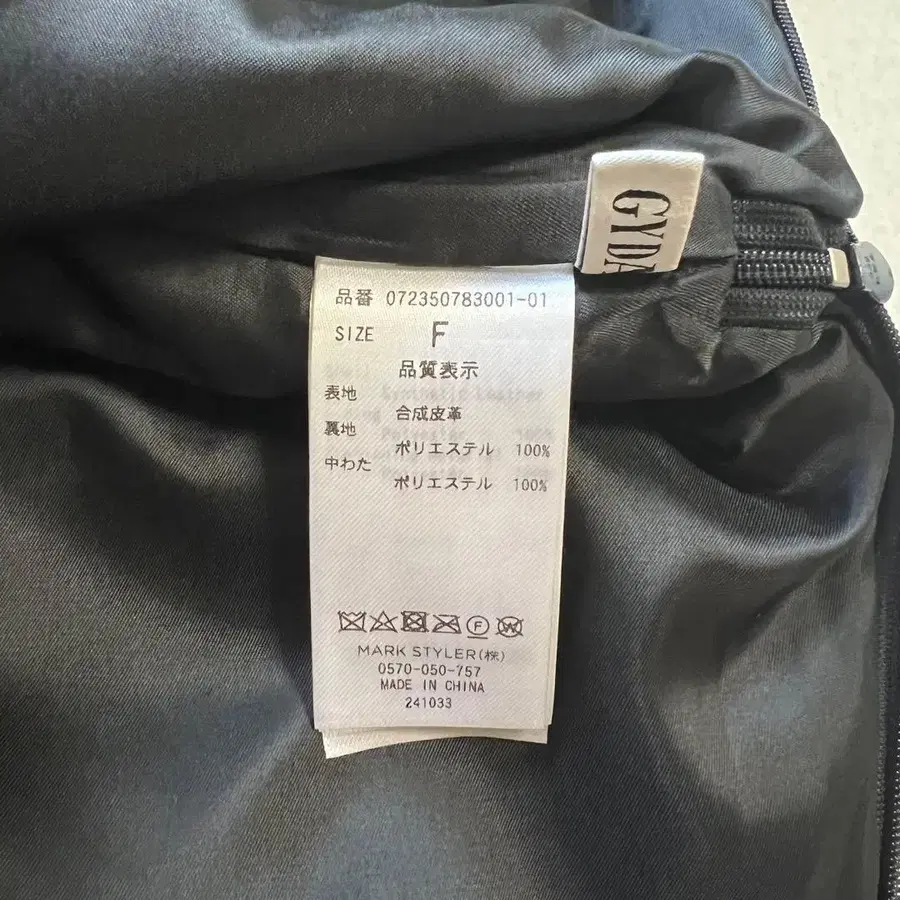 GYDA
品番 072350783001-01
SIZE F
品質表示
表地 合成皮革
裏地 ポリエステル 100%
中わた ポリエステル 100%
F W
MARK STYLER(株)
0570-050-757
MADE IN CHINA
241033